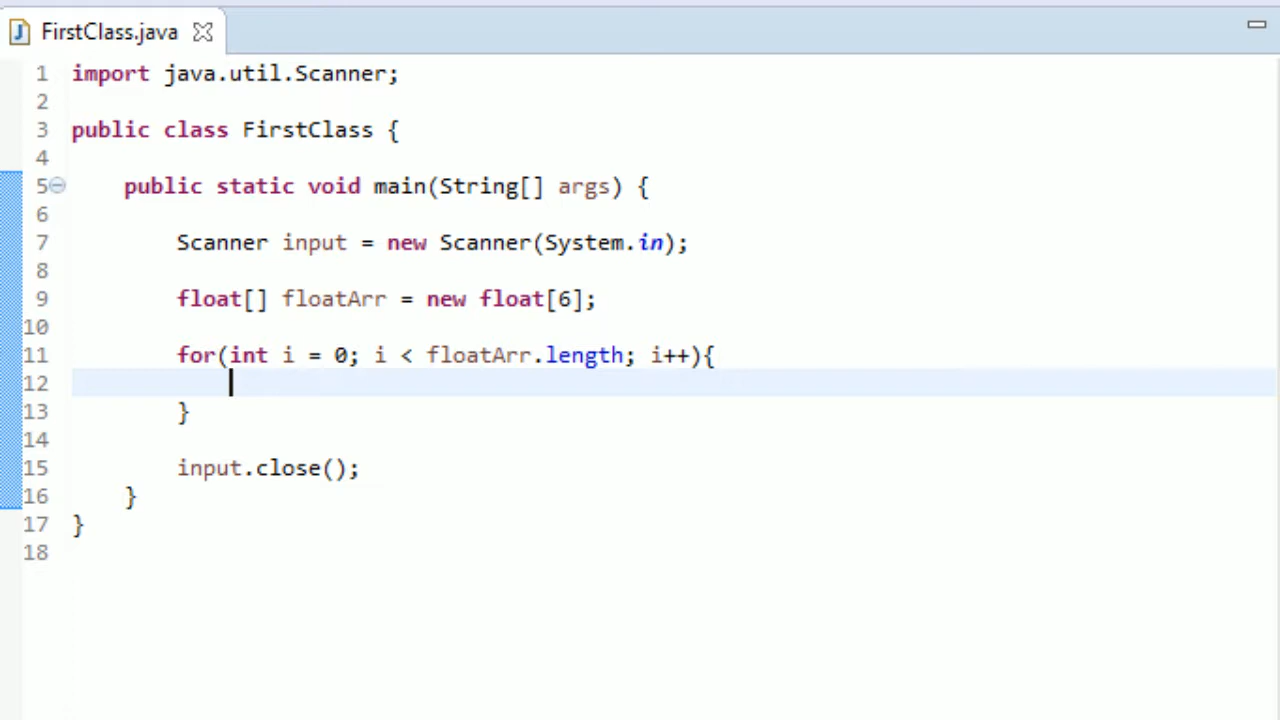 FirstClass.java
1 import java.util.Scanner;
2
3 public class FirstClass {
4
5 public static void main(String[] args) {
6
7 Scanner input = new Scanner(System.in);
8
9 float[] floatArr = new float[6];
10
11 for(int i = 0; i < floatArr.length; i++){
12
13 }
14
15 input.close();
16 }
17 }
18